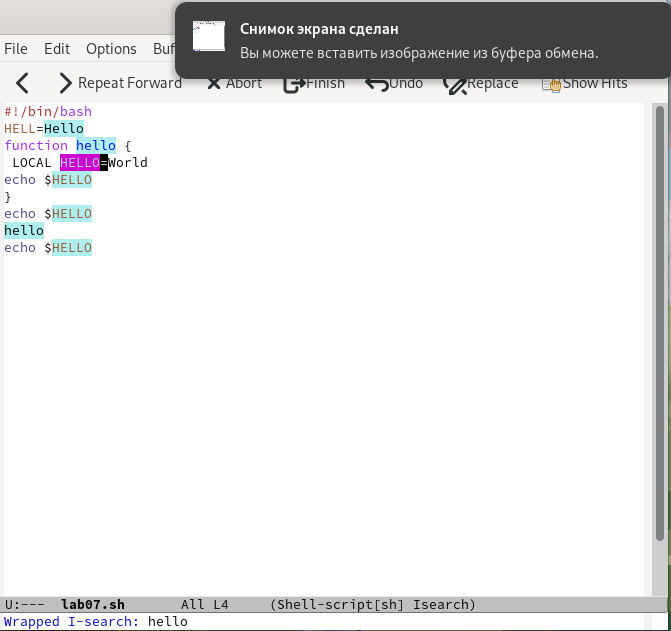 Снимок экрана сделан
Вы можете вставить изображение из буфера обмена.
File Edit Options Buf
Repeat Forward Abort Finish Undo Replace Show Hits
#!/bin/bash
HELL=Hello
function hello {
 LOCAL HELLO=World
echo $HELLO
}
echo $HELLO
hello
echo $HELLO
U:--- lab07.sh All L4 (Shell-script[sh] Isearch)
Wrapped I-search: hello